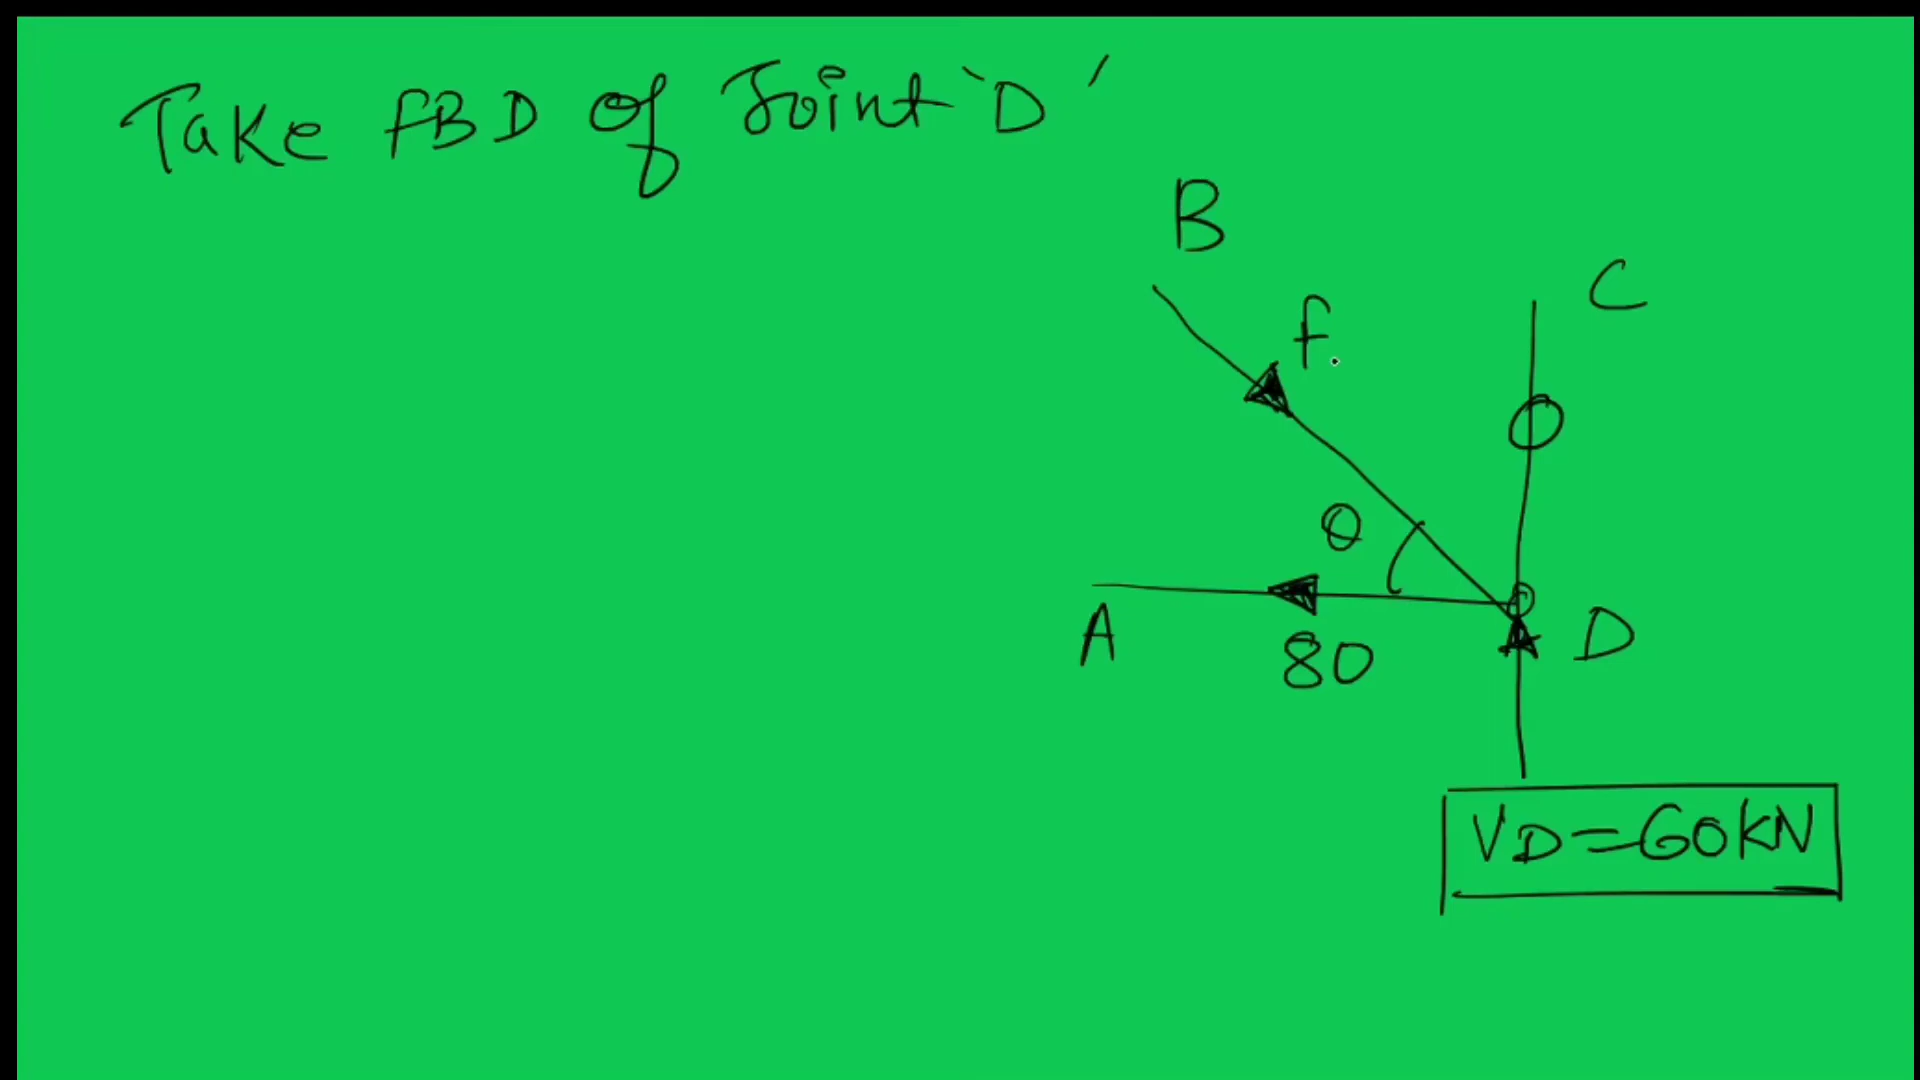 Take FBD of Joint 'D'
B
C
F
0
θ
A
80
D
VD=60KN